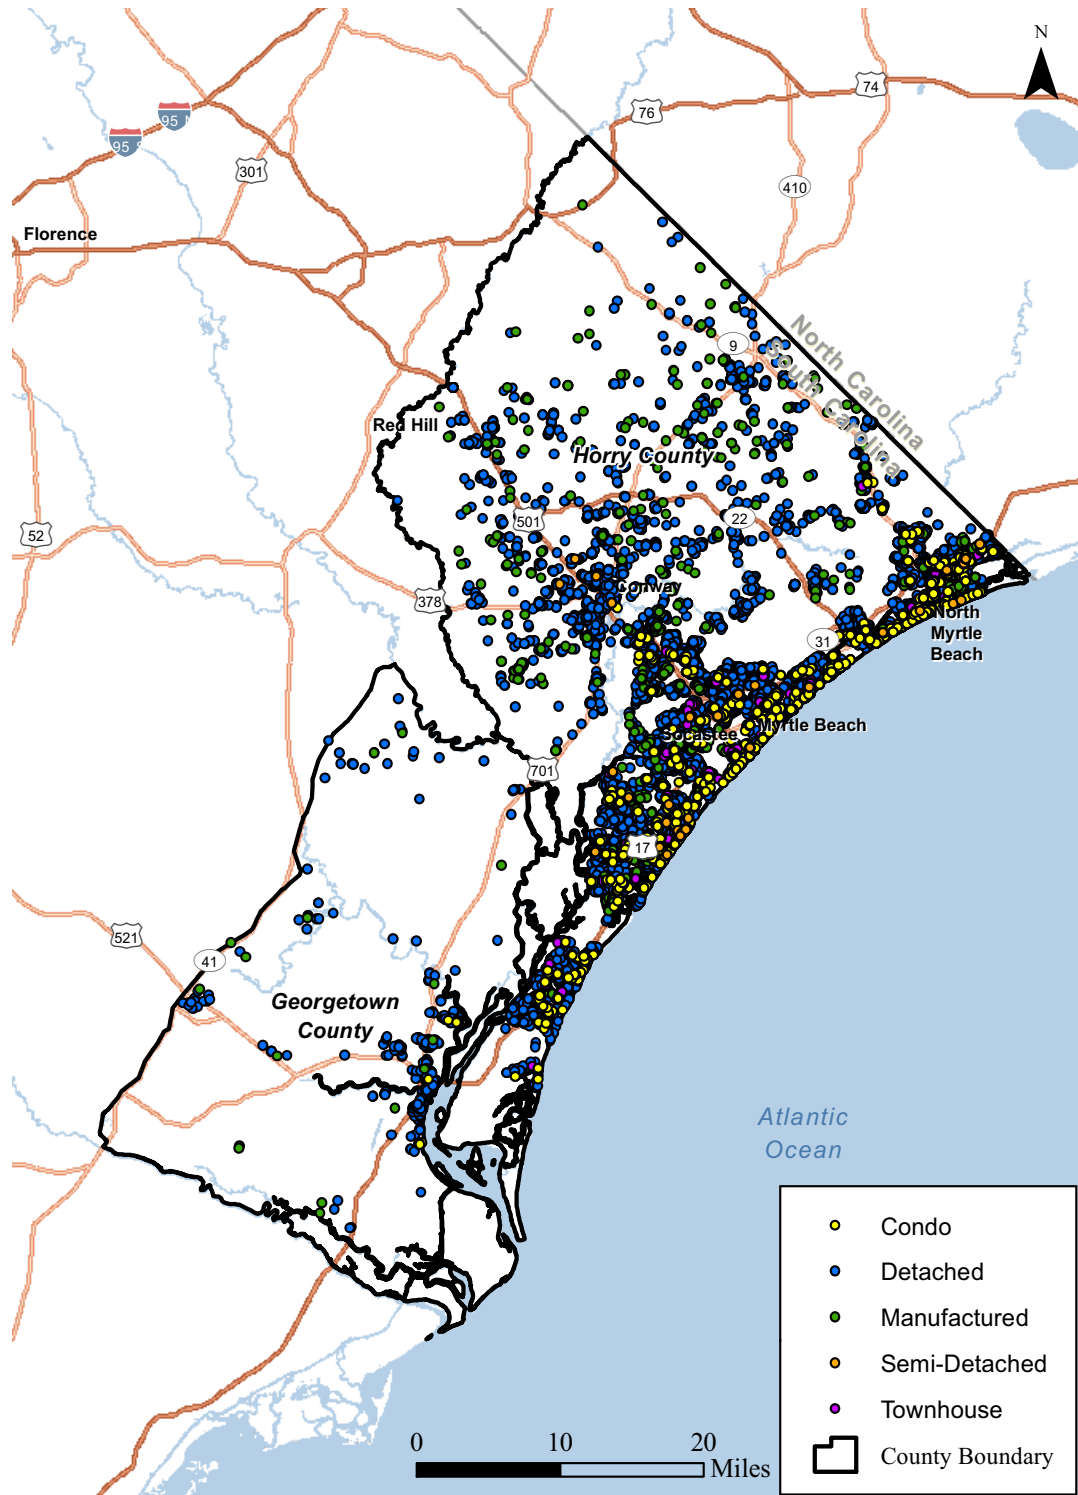 N
74
76
95
95
301
410
Florence
North Carolina
South Carolina
9
Red Hill
Horry County
501
22
52
Conway
378
North
Myrtle
Beach
31
Myrtle Beach
Socastee
701
17
521
41
Georgetown
County
Atlantic
Ocean
Condo
Detached
Manufactured
Semi-Detached
Townhouse
County Boundary
0 10 20
Miles